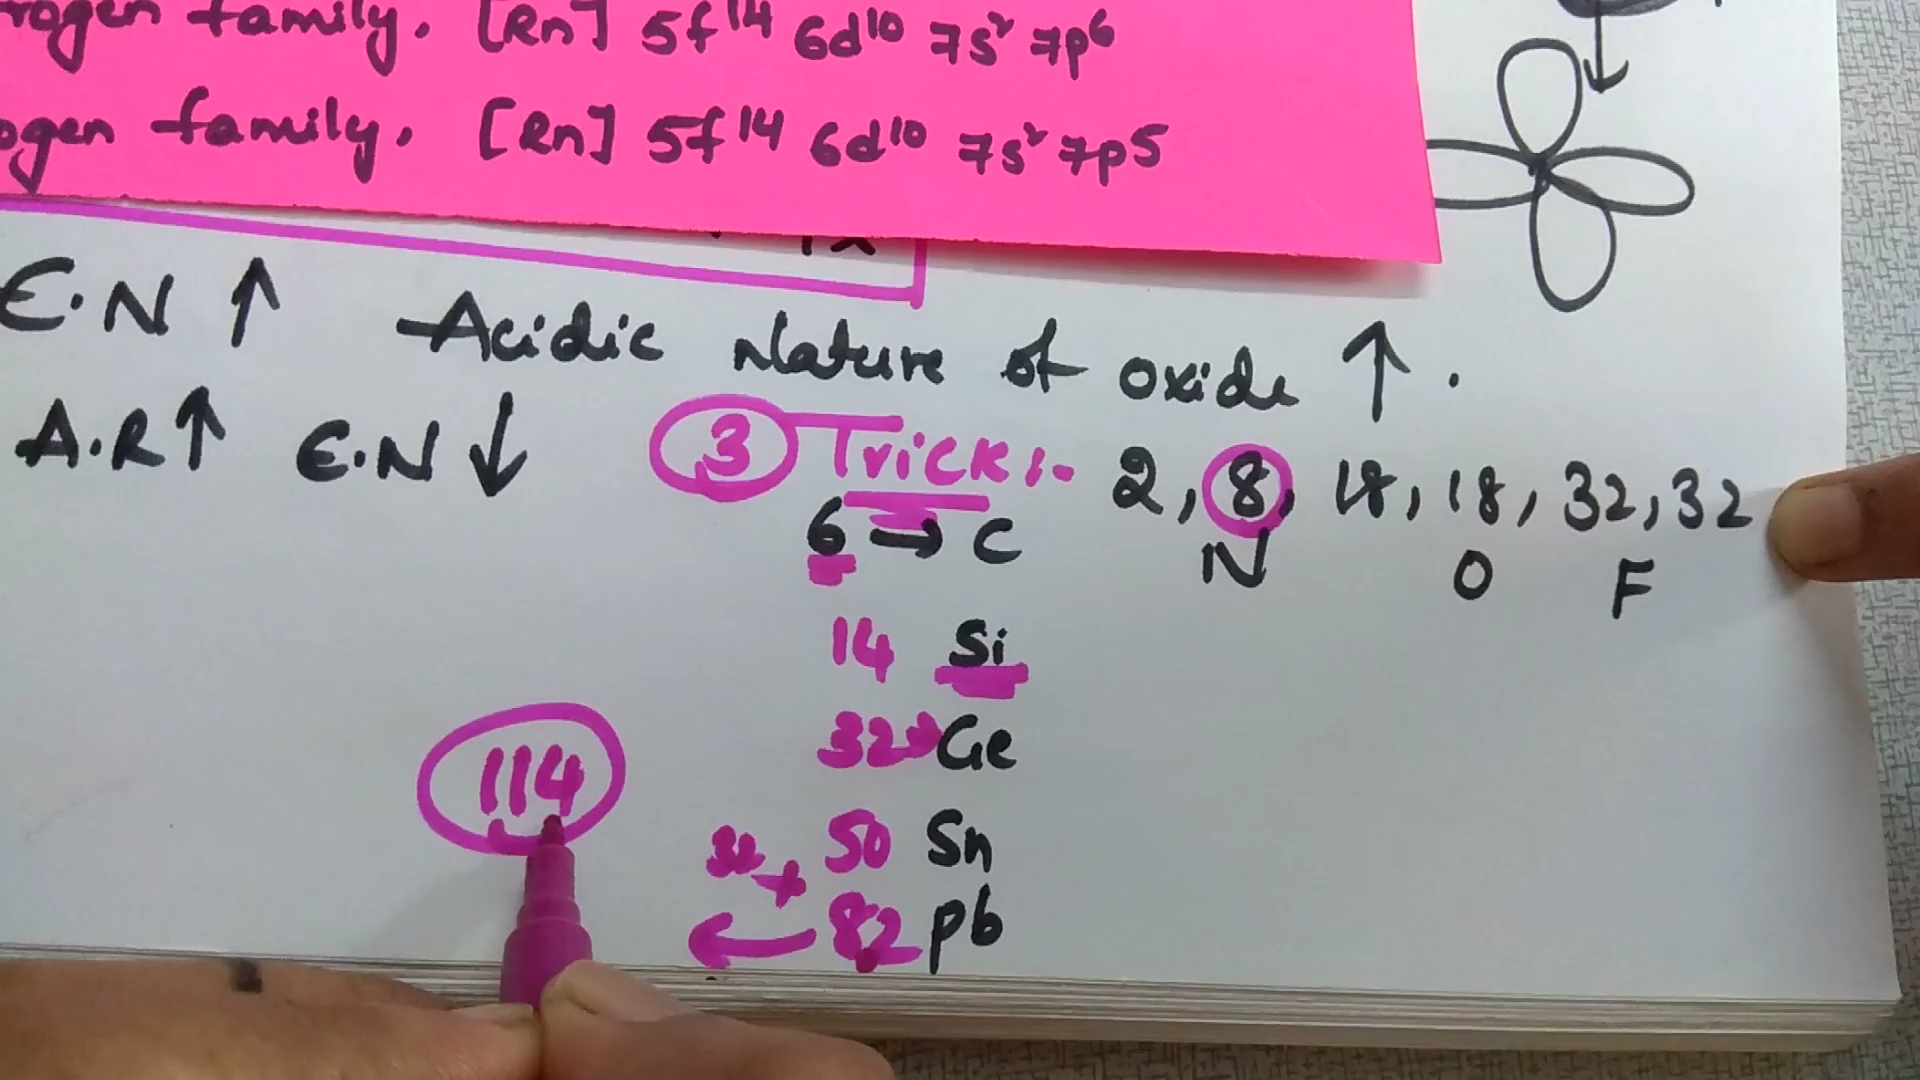 rogen family. [Rn] 5f¹⁴ 6d¹⁰ 7s² 7p⁶
ogen family. [Rn] 5f¹⁴ 6d¹⁰ 7s² 7p5
E.N ↑ Acidic Nature of oxide ↑.
A.R ↑ E.N ↓
3 Trick:- 2, 8, 18, 18, 32, 32
6 → C N O F
14 Si
32 → Ge
114
32 + 50 Sn
← 82 pb